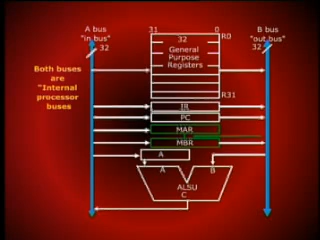 A bus
"in bus"
32
31
0
R0
32
General
Purpose
Registers
R31
B bus
"out bus"
32
Both buses
are
"Internal
processor
buses
IR
PC
MAR
MBR
A
A
B
ALSU
C